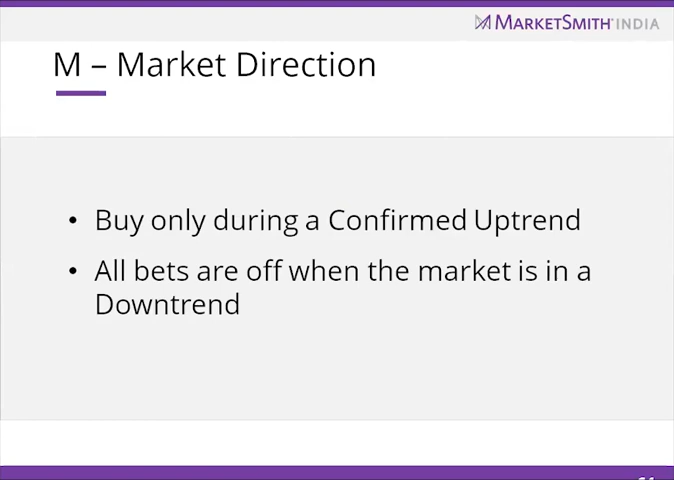 MARKETSMITH INDIA
M – Market Direction
• Buy only during a Confirmed Uptrend
• All bets are off when the market is in a
Downtrend